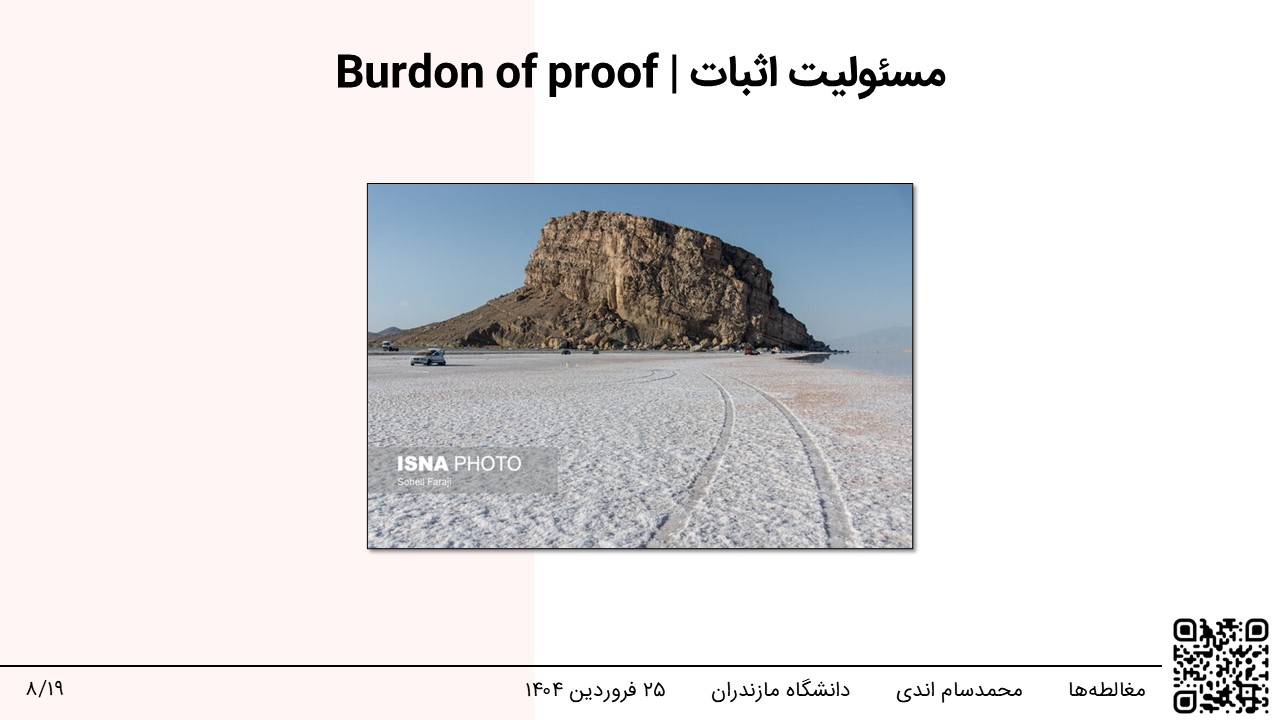 مسئولیت اثبات | Burdon of proof
ISNA PHOTO
Soheil Faraji
مغالطه‌ها محمدسام اندی دانشگاه مازندران ۲۵ فروردین ۱۴۰۴ ۸/۱۹